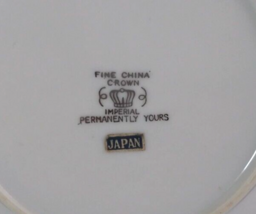 FINE CHINA
CROWN
IMPERIAL
PERMANENTLY YOURS
JAPAN